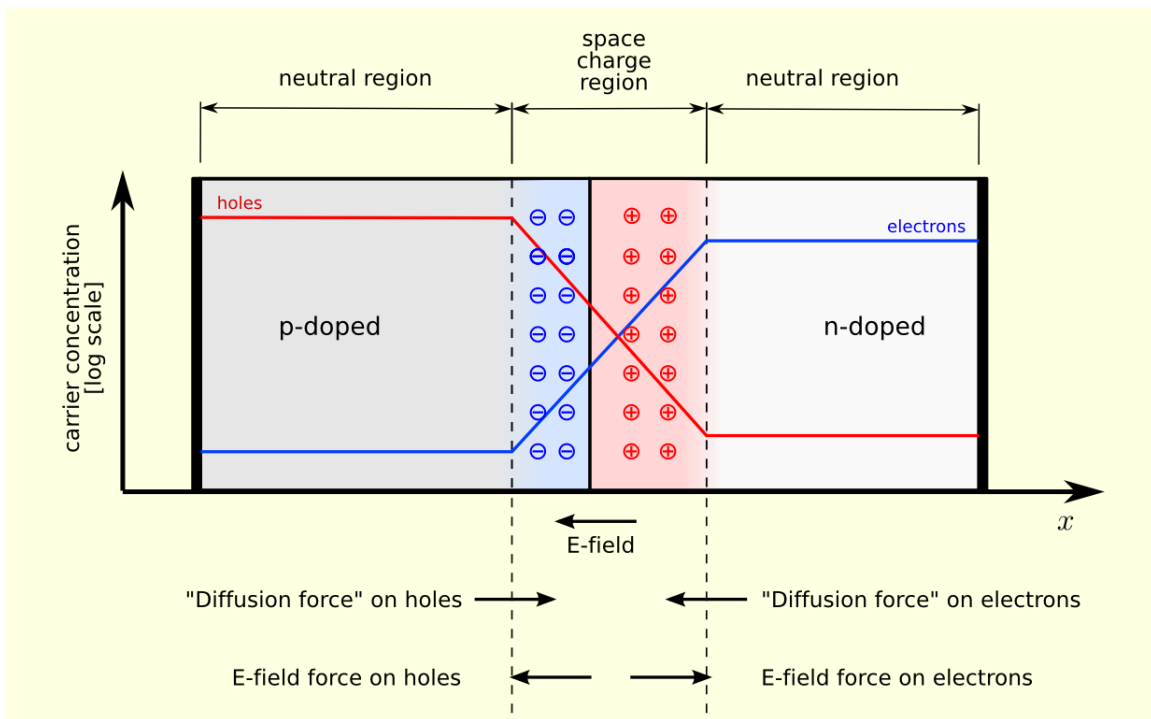 space
charge
region
neutral region
neutral region
holes
electrons
carrier concentration
[log scale]
p-doped
n-doped
x
E-field
"Diffusion force" on holes
"Diffusion force" on electrons
E-field force on holes
E-field force on electrons